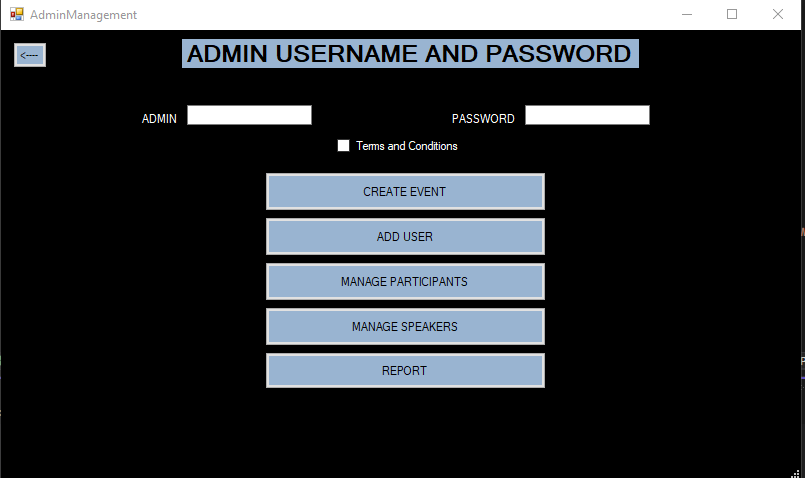 AdminManagement
<----
ADMIN USERNAME AND PASSWORD
ADMIN
PASSWORD
Terms and Conditions
CREATE EVENT
ADD USER
MANAGE PARTICIPANTS
MANAGE SPEAKERS
REPORT